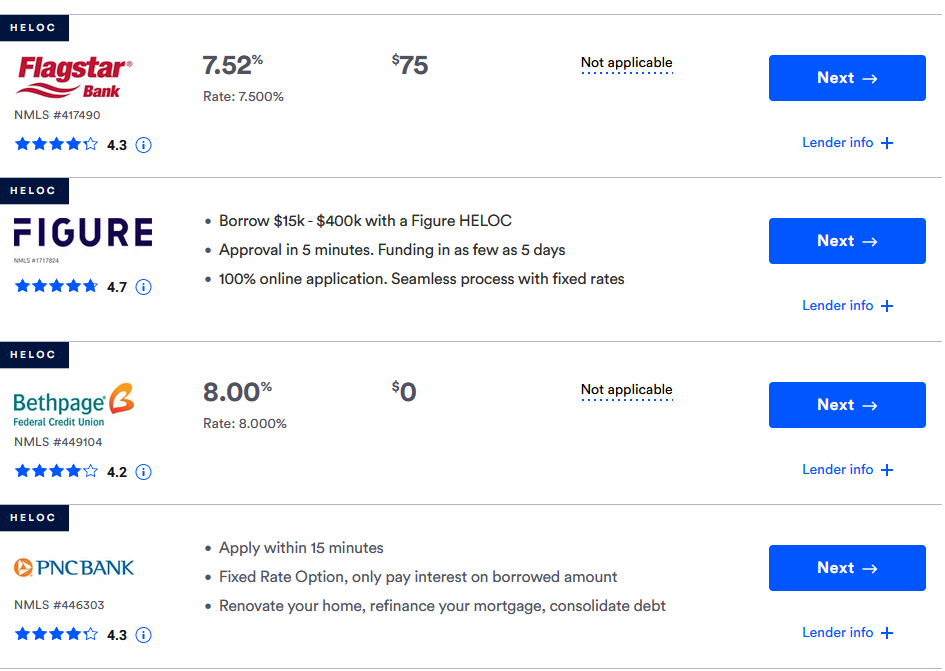 HELOC
Flagstar®
Bank
7.52%
$75
Not applicable
Next →
Rate: 7.500%
NMLS #417490
4.3
Lender info +
HELOC
FIGURE
NMLS #1717824
• Borrow $15k - $400k with a Figure HELOC
• Approval in 5 minutes. Funding in as few as 5 days
• 100% online application. Seamless process with fixed rates
Next →
4.7
Lender info +
HELOC
Bethpage®
Federal Credit Union
8.00%
$0
Not applicable
Next →
Rate: 8.000%
NMLS #449104
4.2
Lender info +
HELOC
PNC BANK
• Apply within 15 minutes
• Fixed Rate Option, only pay interest on borrowed amount
• Renovate your home, refinance your mortgage, consolidate debt
Next →
NMLS #446303
4.3
Lender info +